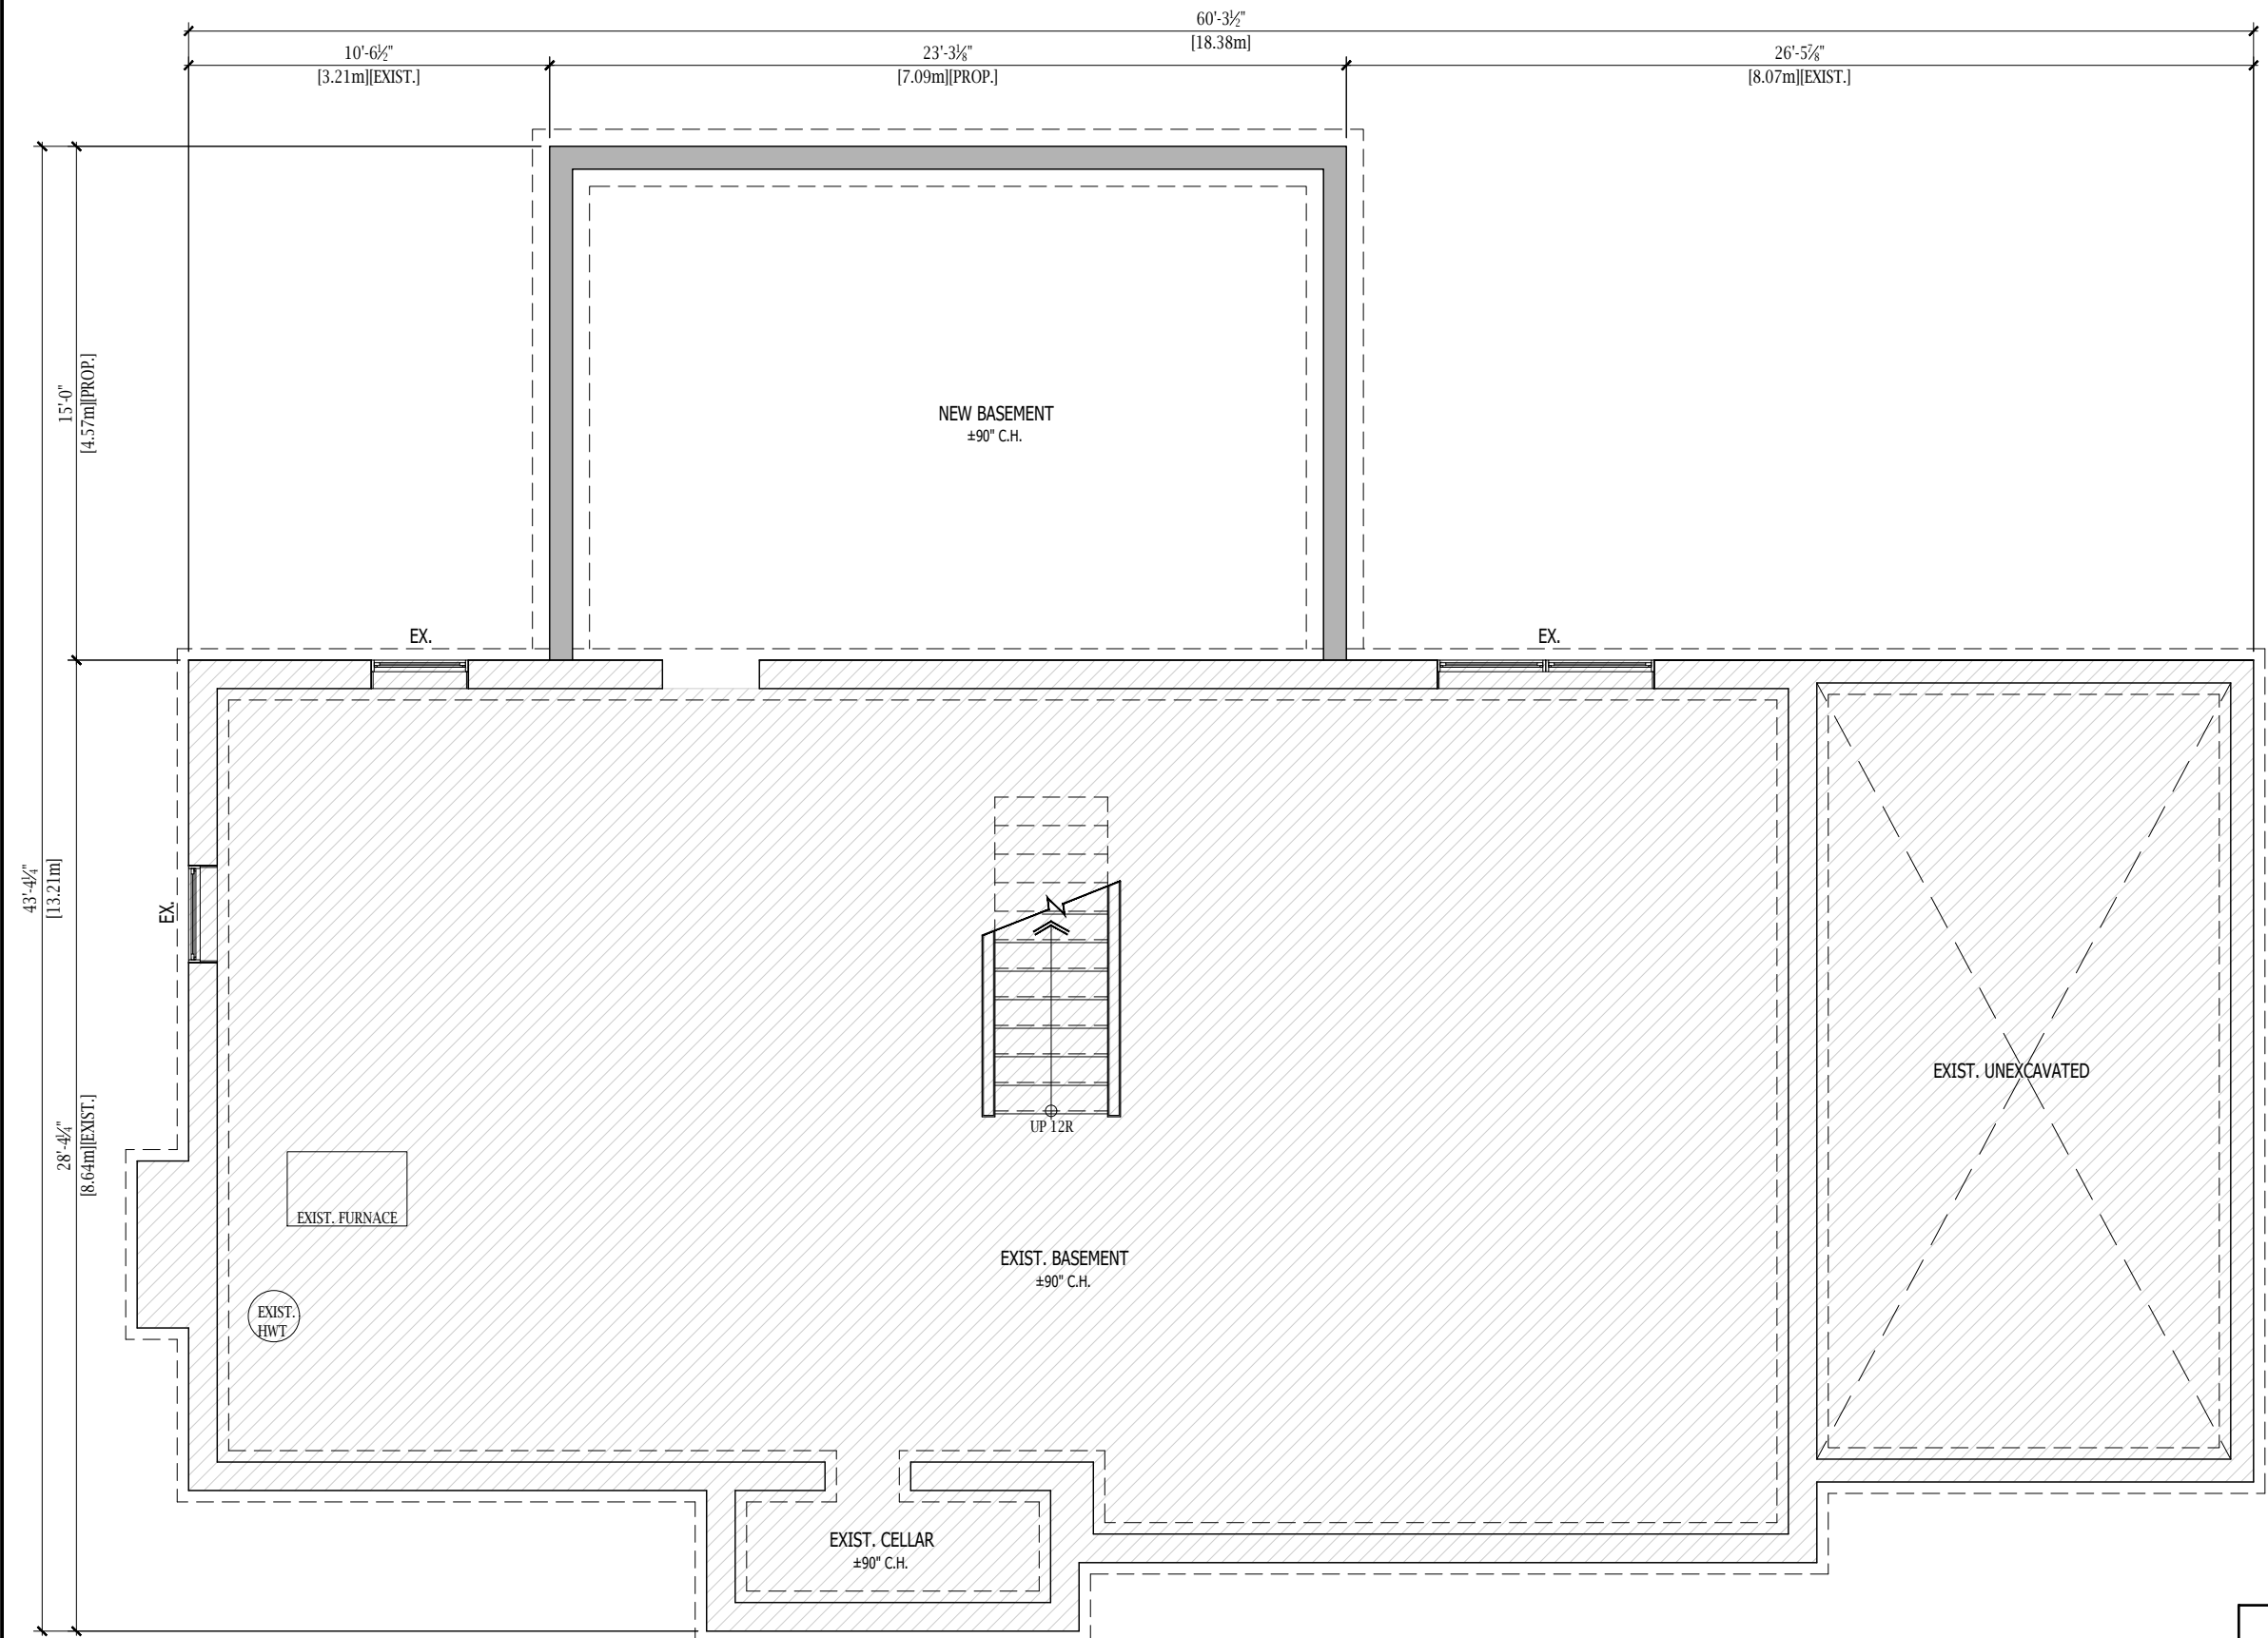 60'-3½"
[18.38m]
10'-6½"
[3.21m][EXIST.]
23'-3⅛"
[7.09m][PROP.]
26'-5⅞"
[8.07m][EXIST.]
15'-0"
[4.57m][PROP.]
NEW BASEMENT
±90" C.H.
EX.
EX.
43'-4¼"
[13.21m]
EX.
EXIST. UNEXCAVATED
UP 12R
28'-4¼"
[8.64m][EXIST.]
EXIST. FURNACE
EXIST. BASEMENT
±90" C.H.
EXIST.
HWT
EXIST. CELLAR
±90" C.H.